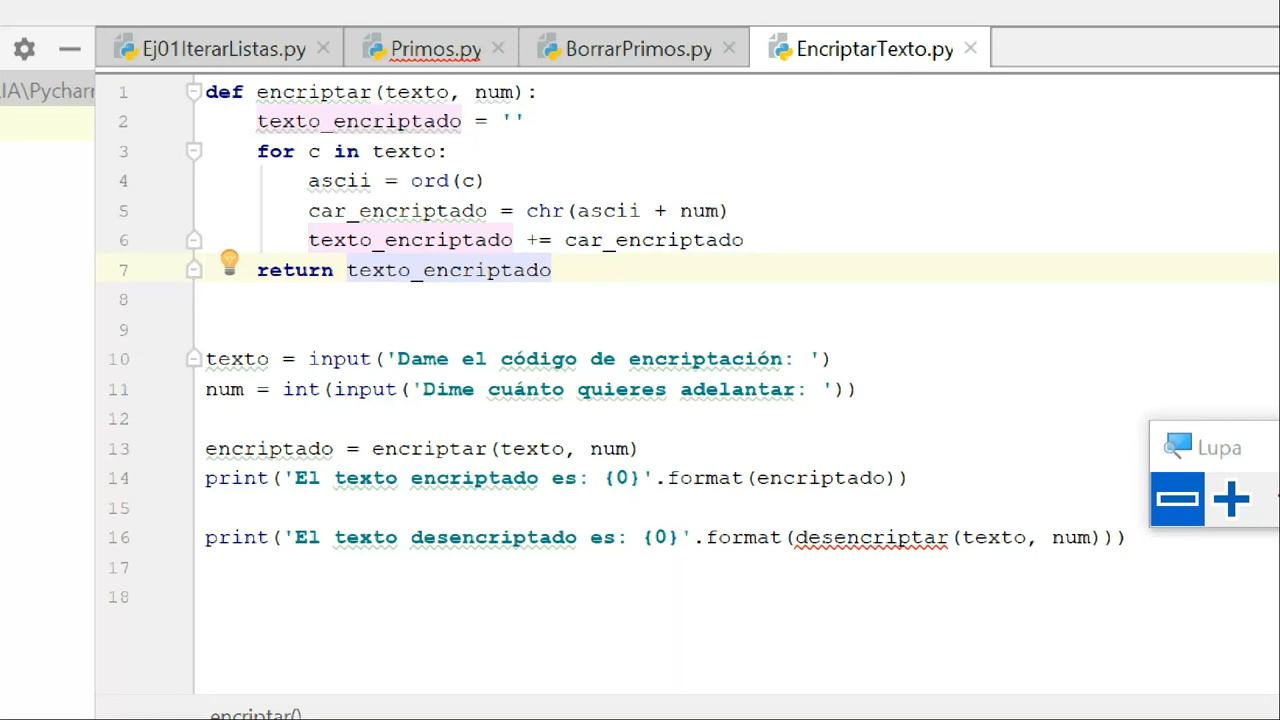 Ej01IterarListas.py Primos.py BorrarPrimos.py EncriptarTexto.py
IA\Pycharm
1 def encriptar(texto, num):
2 texto_encriptado = ''
3 for c in texto:
4 ascii = ord(c)
5 car_encriptado = chr(ascii + num)
6 texto_encriptado += car_encriptado
7 return texto_encriptado
8
9
10 texto = input('Dame el código de encriptación: ')
11 num = int(input('Dime cuánto quieres adelantar: '))
12
13 encriptado = encriptar(texto, num)
14 print('El texto encriptado es: {0}'.format(encriptado))
15
16 print('El texto desencriptado es: {0}'.format(desencriptar(texto, num)))
17
18
Lupa
encriptar()